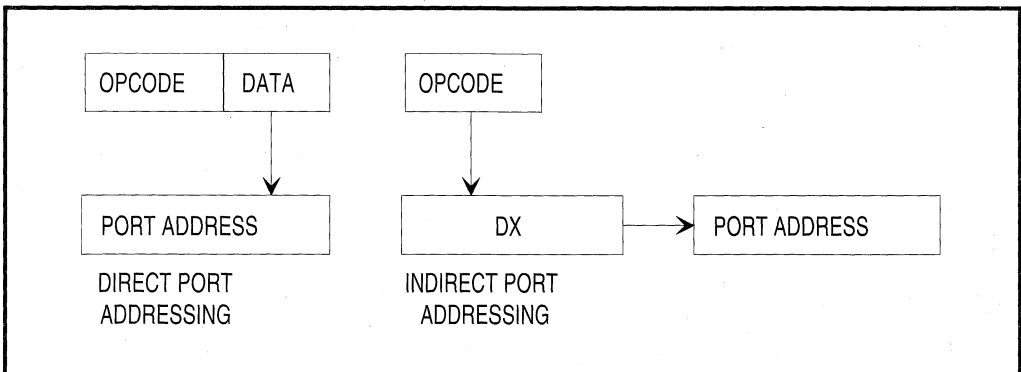 OPCODE DATA
PORT ADDRESS
DIRECT PORT
ADDRESSING
OPCODE
DX
PORT ADDRESS
INDIRECT PORT
ADDRESSING